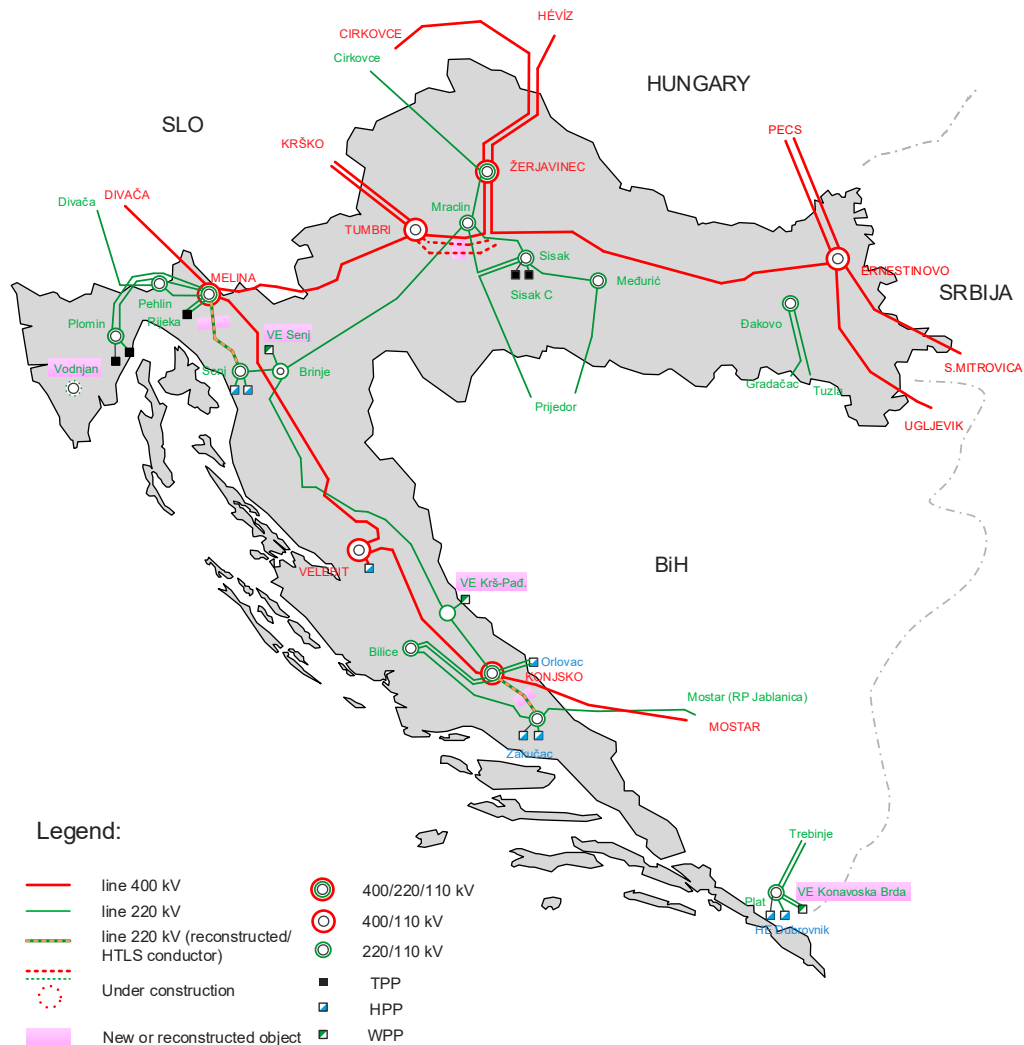 HÉVÍZ
CIRKOVCE
Cirkovce
HUNGARY
SLO
PECS
KRŠKO
ŽERJAVINEC
DIVAČA
Divača
Mraclin
TUMBRI
Sisak
ERNESTINOVO
MELINA
Međurić
Sisak C
SRBIJA
Pehlin
Rijeka
Plomin
Đakovo
VE Senj
S.MITROVICA
Vodnjan
Senj
Brinje
Gradačac
Tuzla
Prijedor
UGLJEVIK
BiH
VELEBIT
VE Krš-Pađ.
Bilice
Orlovac
KONJSKO
Mostar (RP Jablanica)
MOSTAR
Zakučac
Trebinje
VE Konavoska Brda
Plat
HE Dubrovnik
Legend:
line 400 kV
line 220 kV
line 220 kV (reconstructed/
HTLS conductor)
Under construction
New or reconstructed object
400/220/110 kV
400/110 kV
220/110 kV
TPP
HPP
WPP